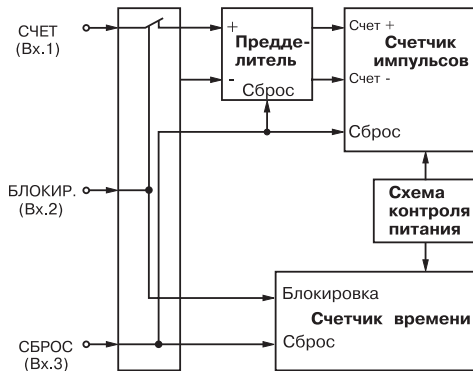 СЧЕТ
(Вх.1)
+
-
Предде-
литель
Сброс
Счет +
Счет -
Счетчик
импульсов
Сброс
БЛОКИР.
(Вх.2)
Схема
контроля
питания
Блокировка
Счетчик времени
Сброс
СБРОС
(Вх.3)